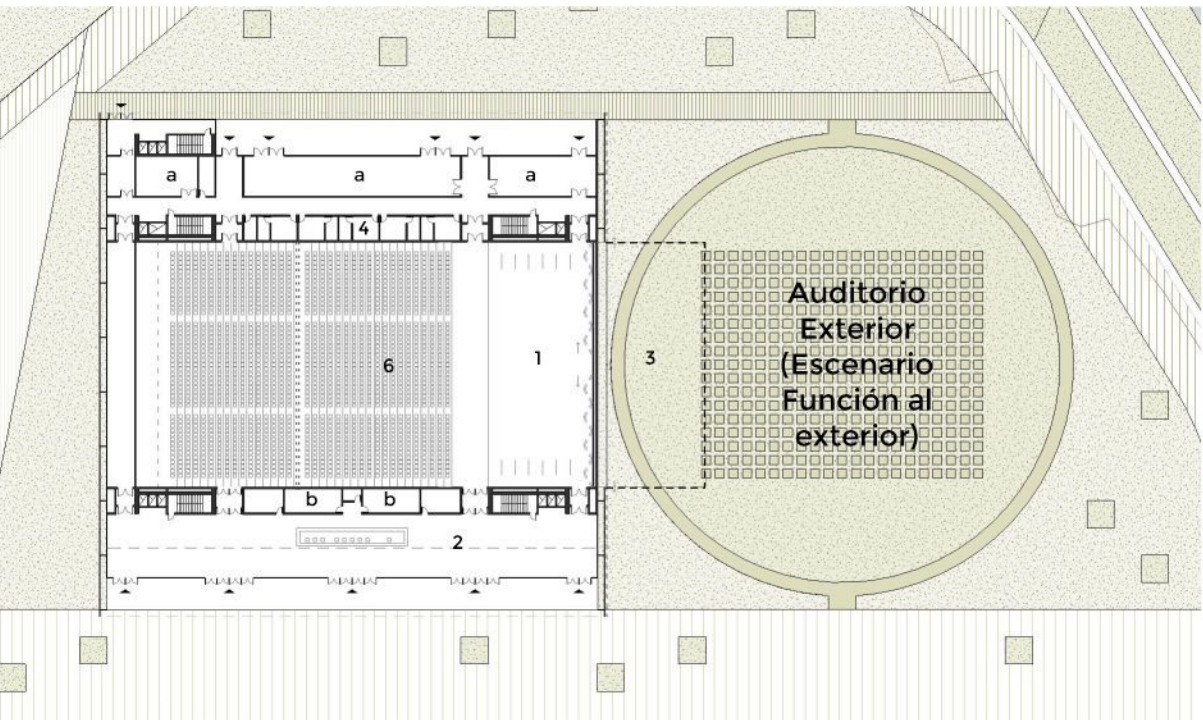 a
a
a
4
Auditorio
Exterior
(Escenario
Función al
exterior)
6
1
3
b
b
2